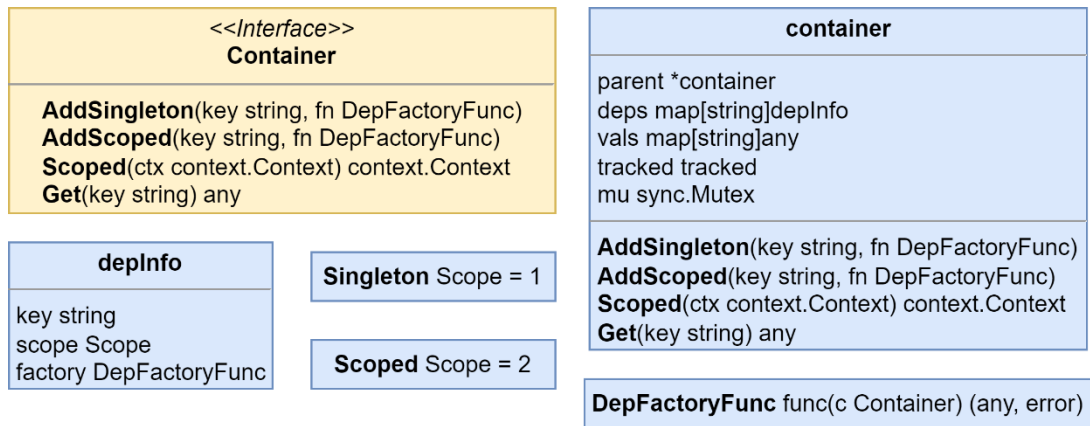 <<Interface>>
Container
AddSingleton(key string, fn DepFactoryFunc)
AddScoped(key string, fn DepFactoryFunc)
Scoped(ctx context.Context) context.Context
Get(key string) any
container
parent *container
deps map[string]depInfo
vals map[string]any
tracked tracked
mu sync.Mutex
AddSingleton(key string, fn DepFactoryFunc)
AddScoped(key string, fn DepFactoryFunc)
Scoped(ctx context.Context) context.Context
Get(key string) any
depInfo
key string
scope Scope
factory DepFactoryFunc
Singleton Scope = 1
Scoped Scope = 2
DepFactoryFunc func(c Container) (any, error)